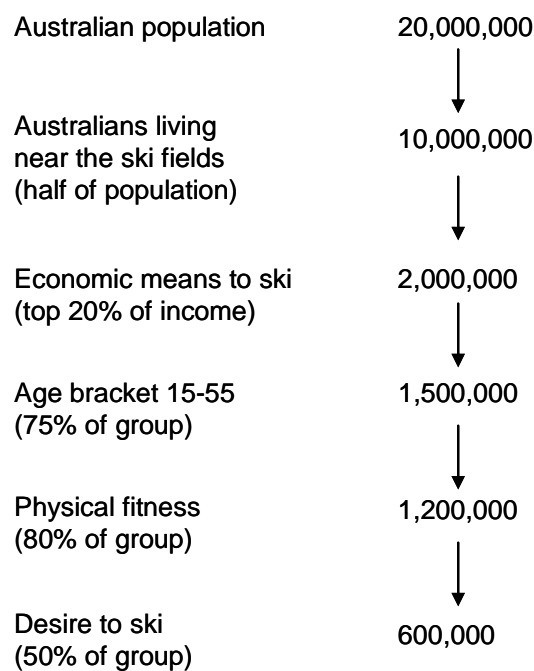 Australian population 20,000,000
Australians living
near the ski fields 10,000,000
(half of population)
Economic means to ski 2,000,000
(top 20% of income)
Age bracket 15-55 1,500,000
(75% of group)
Physical fitness 1,200,000
(80% of group)
Desire to ski 600,000
(50% of group)